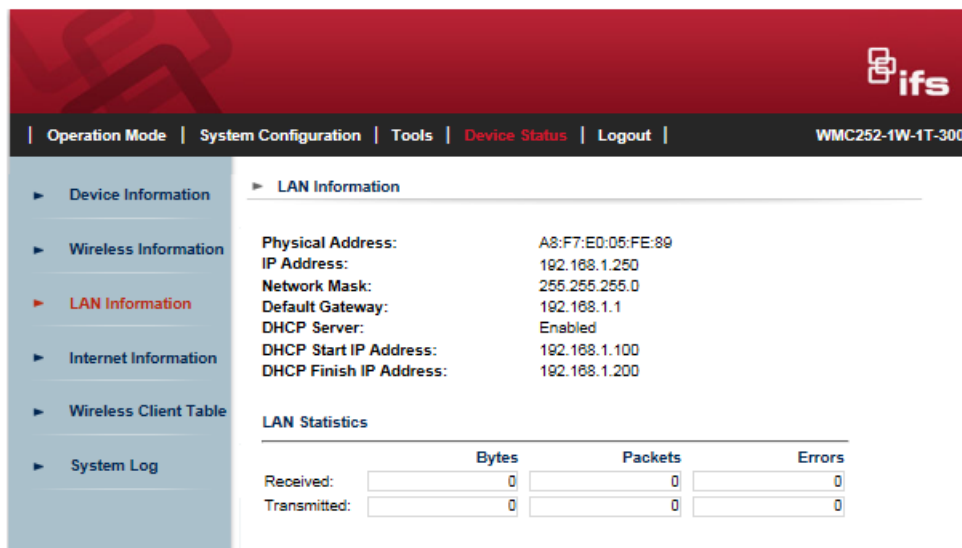 ifs
| Operation Mode | System Configuration | Tools | Device Status | Logout | WMC252-1W-1T-300
Device Information
Wireless Information
LAN Information
Internet Information
Wireless Client Table
System Log
LAN Information
Physical Address: A8:F7:E0:05:FE:89
IP Address: 192.168.1.250
Network Mask: 255.255.255.0
Default Gateway: 192.168.1.1
DHCP Server: Enabled
DHCP Start IP Address: 192.168.1.100
DHCP Finish IP Address: 192.168.1.200
LAN Statistics
Bytes Packets Errors
Received: 0 0 0
Transmitted: 0 0 0